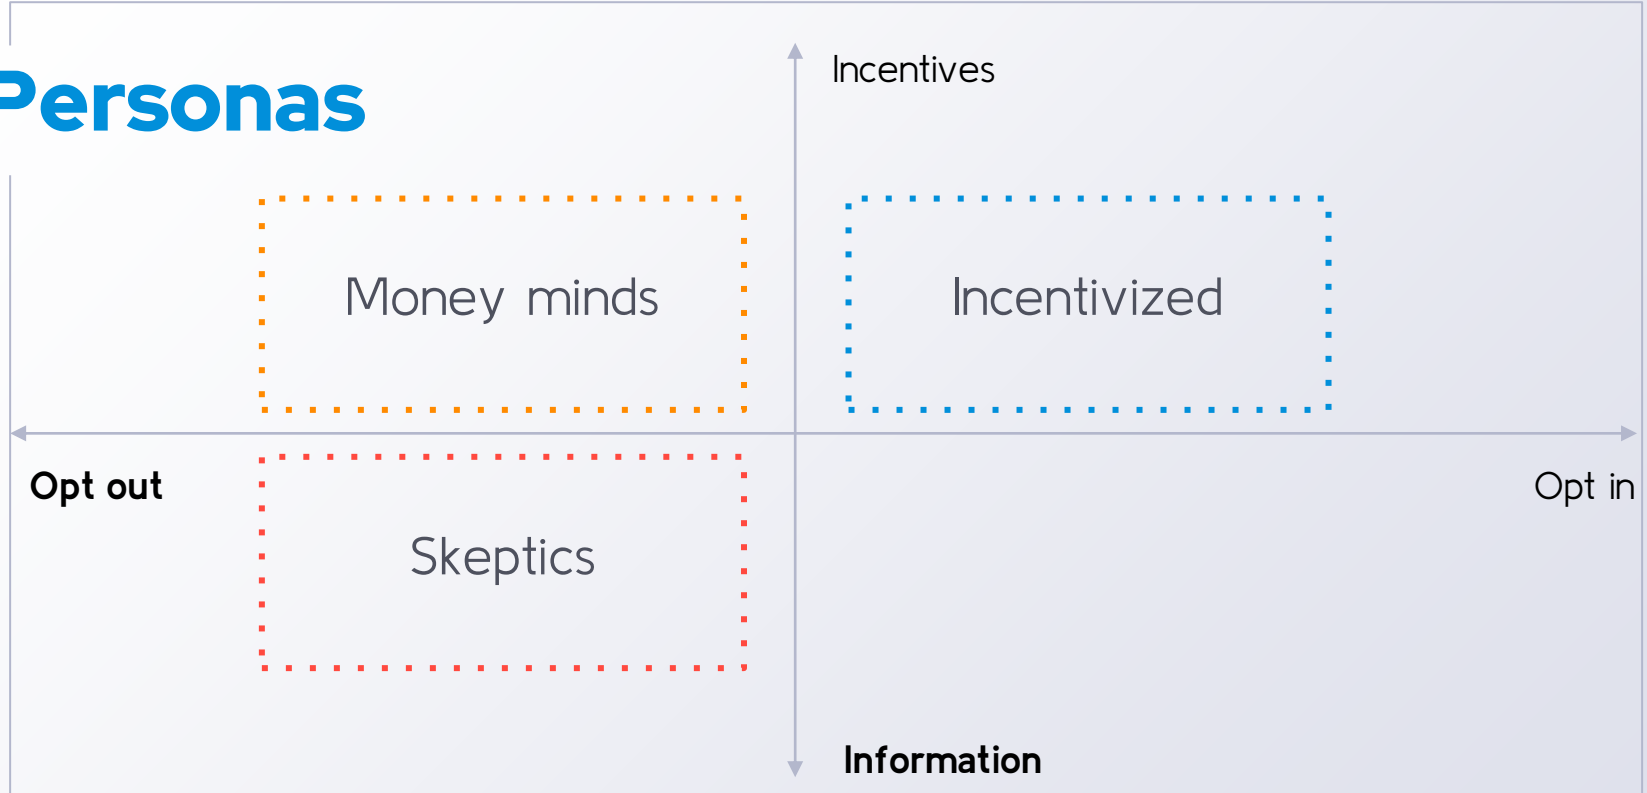 Personas
Incentives
Money minds
Incentivized
Opt out
Opt in
Skeptics
Information